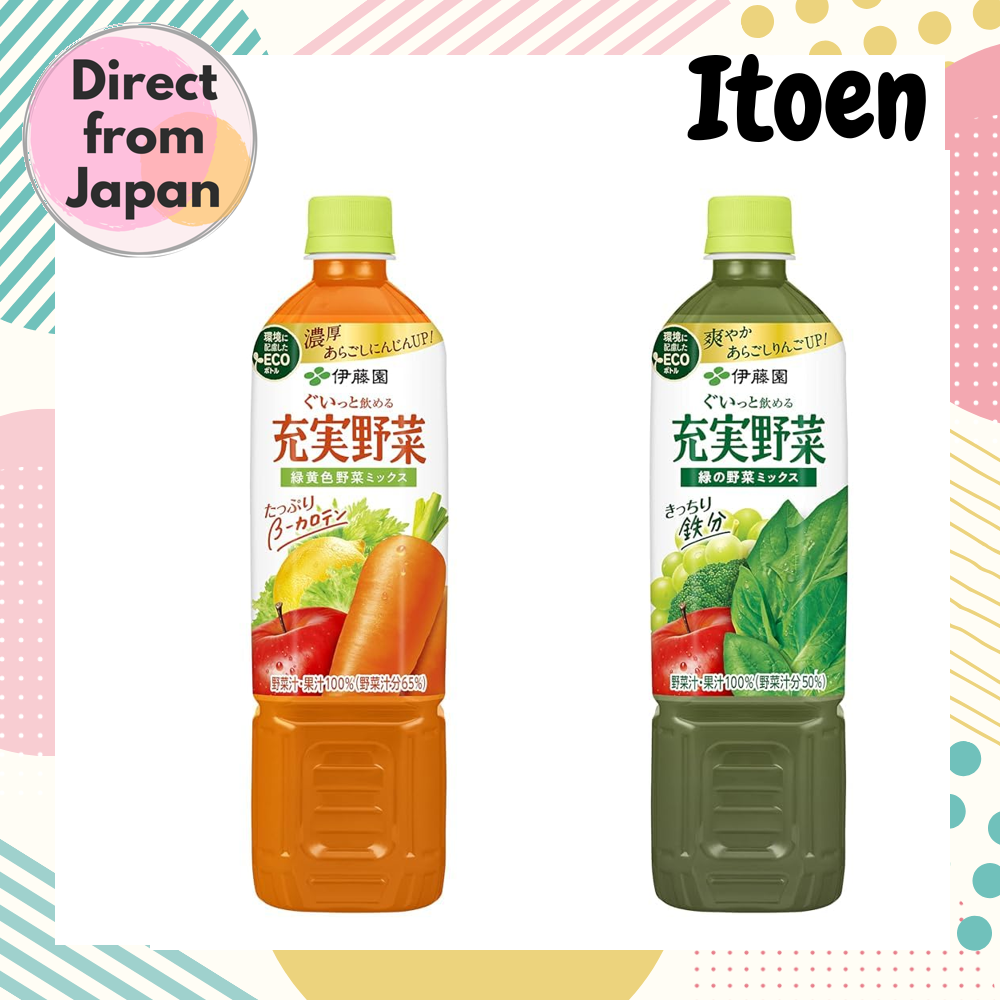 Direct
from
Japan
Itoen
環境に
配慮した
ECO
ボトル
濃厚
あらごしにんじんUP!
伊藤園
ぐいっと飲める
充実野菜
緑黄色野菜ミックス
たっぷり
β-カロテン
野菜汁・果汁100%(野菜汁分65%)
環境に
配慮した
ECO
ボトル
爽やか
あらごしりんごUP!
伊藤園
ぐいっと飲める
充実野菜
緑の野菜ミックス
きっちり
鉄分
野菜汁・果汁100%(野菜汁分50%)